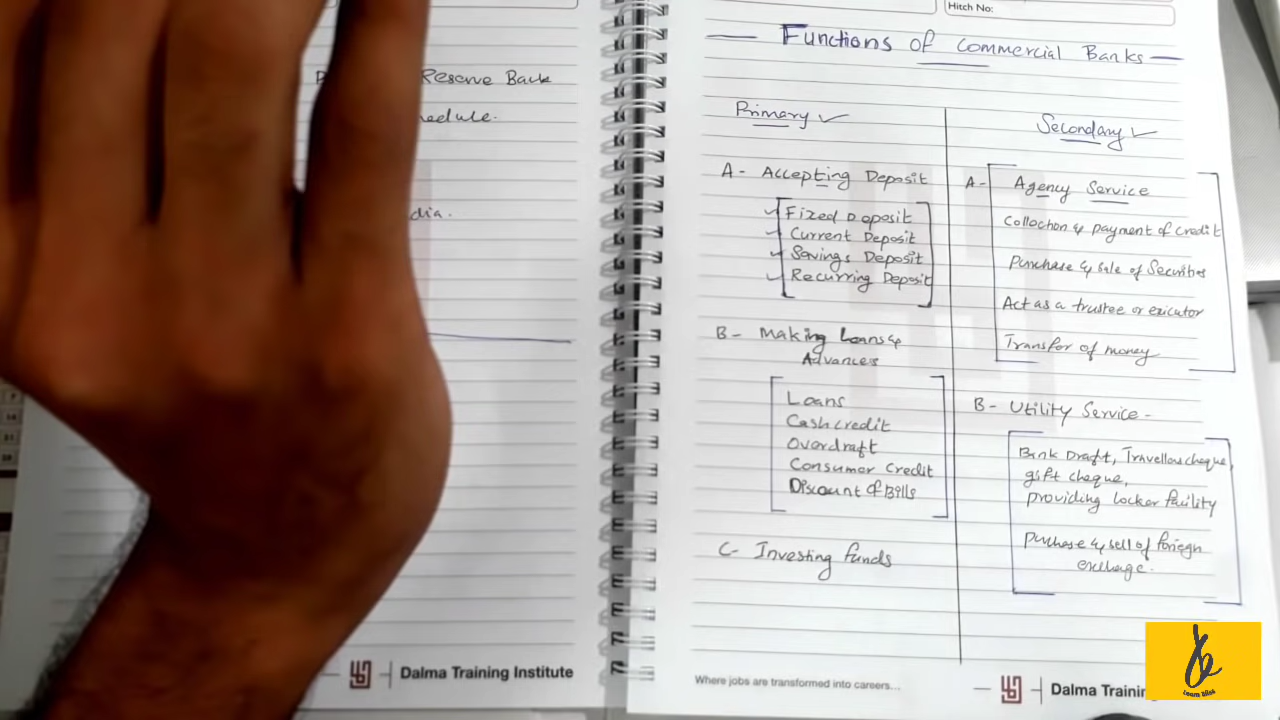 Reserve Bank
dia.
Dalma Training Institute
Hitch No:
Functions of Commercial Banks
Primary
A- Accepting Deposit
Fixed Deposit
Current Deposit
Savings Deposit
Recurring Deposit
B- Making Loans &
Advances
Loans
Cash credit
Overdraft
Consumer Credit
Discount of Bills
C- Investing funds
Secondary
A- Agency Service
Collection & payment of credit
Purchase & sale of Securities
Act as a trustee or exicutor
Transfer of money
B- Utility Service -
Bank Draft, Travellers cheque,
gift cheque,
providing locker facility
Purchase & sell of foriegn
exchange.
Where jobs are transformed into careers...
Dalma Trainin
Learn Bliss